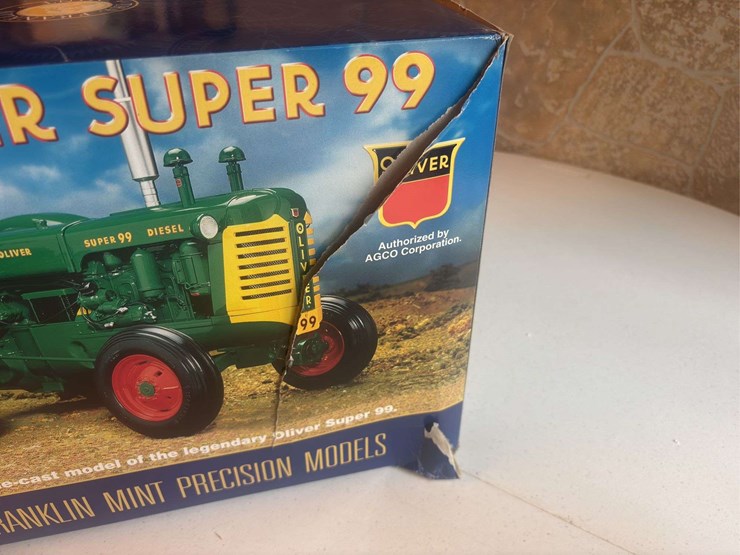 R SUPER 99
OLIVER
Authorized by
AGCO Corporation.
OLIVER
SUPER 99 DIESEL
OLIVER
99
e-cast model of the legendary Oliver Super 99.
RANKLIN MINT PRECISION MODELS